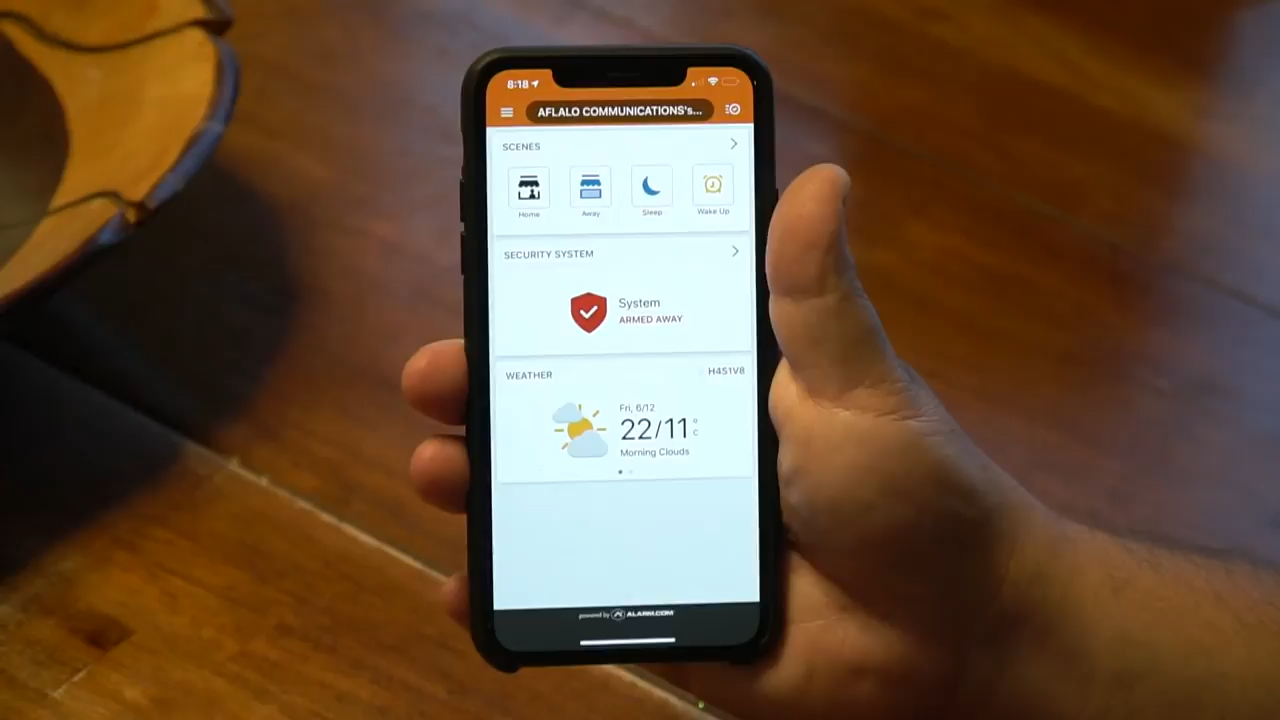 8:18
AFLALO COMMUNICATIONS's...
SCENES
Home
Away
Sleep
Wake Up
SECURITY SYSTEM
System
ARMED AWAY
WEATHER
H4S1V8
Fri, 6/12
22/11 °C
Morning Clouds
powered by ALARM.COM